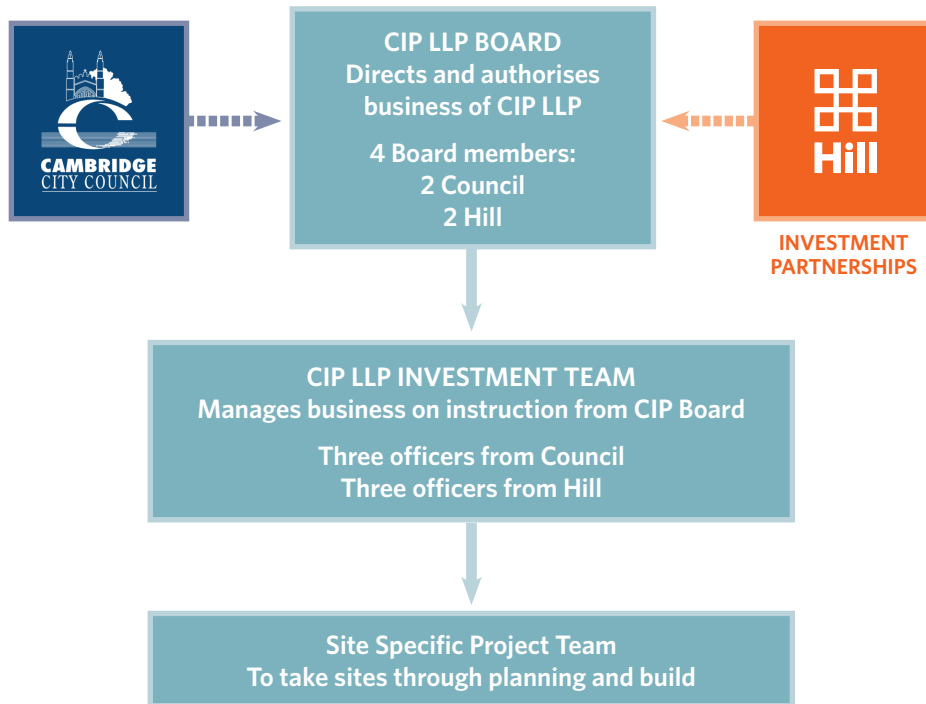 CAMBRIDGE
CITY COUNCIL
CIP LLP BOARD
Directs and authorises
business of CIP LLP
4 Board members:
2 Council
2 Hill
Hill
INVESTMENT
PARTNERSHIPS
CIP LLP INVESTMENT TEAM
Manages business on instruction from CIP Board
Three officers from Council
Three officers from Hill
Site Specific Project Team
To take sites through planning and build